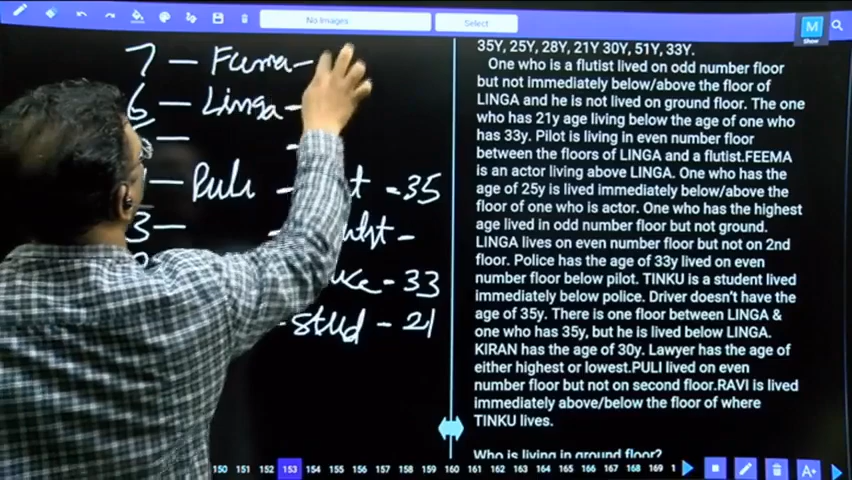 No Images
Select
M
7 – Fema –
6 – Linga –
–
– Puli – t – 35
3 – – –
– 33
– stud – 21
35Y, 25Y, 28Y, 21Y 30Y, 51Y, 33Y.
One who is a flutist lived on odd number floor
but not immediately below/above the floor of
LINGA and he is not lived on ground floor. The one
who has 21y age living below the age of one who
has 33y. Pilot is living in even number floor
between the floors of LINGA and a flutist.FEEMA
is an actor living above LINGA. One who has the
age of 25y is lived immediately below/above the
floor of one who is actor. One who has the highest
age lived in odd number floor but not ground.
LINGA lives on even number floor but not on 2nd
floor. Police has the age of 33y lived on even
number floor below pilot. TINKU is a student lived
immediately below police. Driver doesn't have the
age of 35y. There is one floor between LINGA &
one who has 35y, but he is lived below LINGA.
KIRAN has the age of 30y. Lawyer has the age of
either highest or lowest.PULI lived on even
number floor but not on second floor.RAVI is lived
immediately above/below the floor of where
TINKU lives.
Who is living in ground floor?
150 151 152 153 154 155 156 157 158 159 160 161 162 163 164 165 166 167 168 169 1
A+